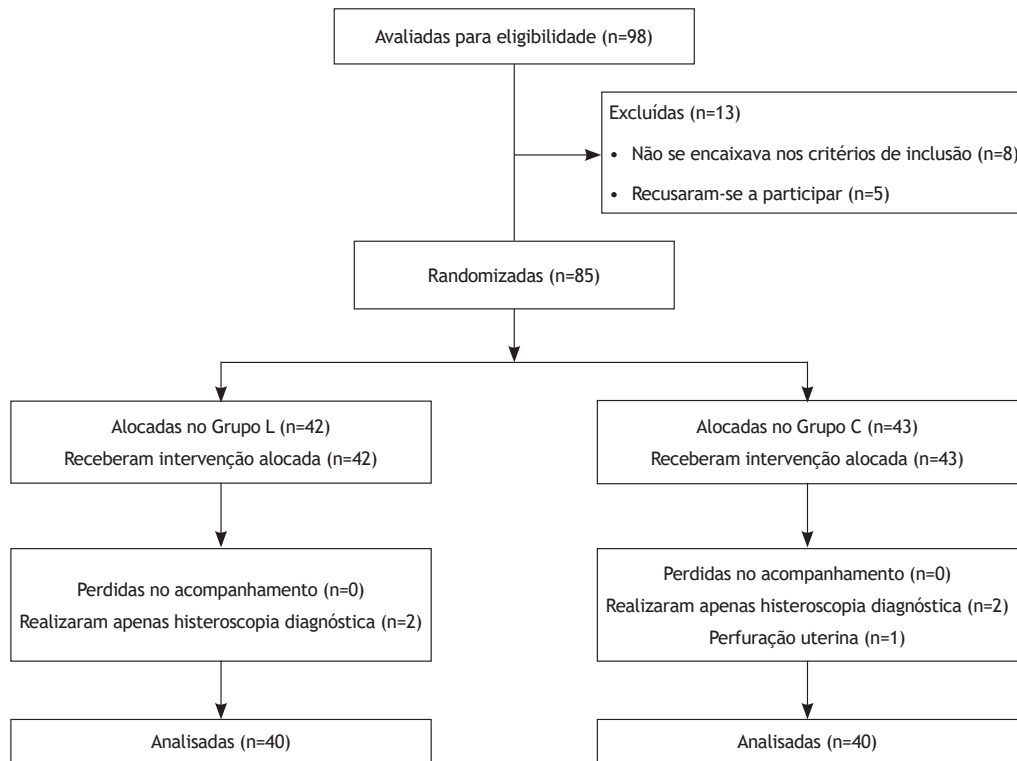 Avaliadas para eligibilidade (n=98)
Excluídas (n=13)
• Não se encaixava nos critérios de inclusão (n=8)
• Recusaram-se a participar (n=5)
Randomizadas (n=85)
Alocadas no Grupo L (n=42)
Receberam intervenção alocada (n=42)
Alocadas no Grupo C (n=43)
Receberam intervenção alocada (n=43)
Perdidas no acompanhamento (n=0)
Realizaram apenas histeroscopia diagnóstica (n=2)
Perdidas no acompanhamento (n=0)
Realizaram apenas histeroscopia diagnóstica (n=2)
Perfuração uterina (n=1)
Analisadas (n=40)
Analisadas (n=40)